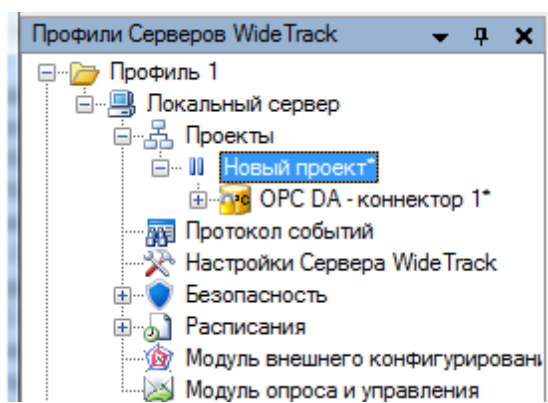 Профили Серверов WideTrack
Профиль 1
Локальный сервер
Проекты
Новый проект*
OPC DA - коннектор 1*
Протокол событий
Настройки Сервера WideTrack
Безопасность
Расписания
Модуль внешнего конфигурировани
Модуль опроса и управления